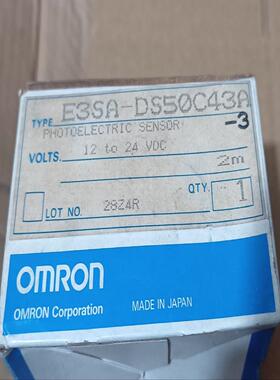 TYPE E3SA-DS50C43A
-3
PHOTOELECTRIC SENSOR
VOLTS. 12 to 24 VDC
2m
LOT NO. 28Z4R QTY. 1
OMRON
OMRON Corporation MADE IN JAPAN